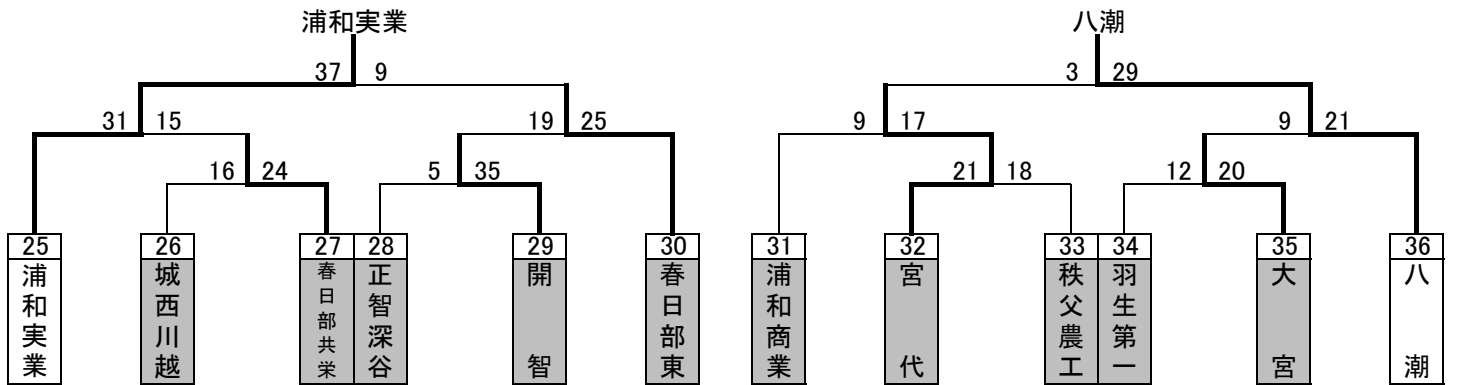 浦和実業 八潮
37 9 3 29
31 15 19 25 9 17 9 21
16 24 5 35 21 18 12 20
25 26 27 28 29 30 31 32 33 34 35 36
浦和実業
城西川越
春日部共栄
正智深谷
開智
春日部東
浦和商業
宮代
秩父農工
羽生第一
大宮
八潮